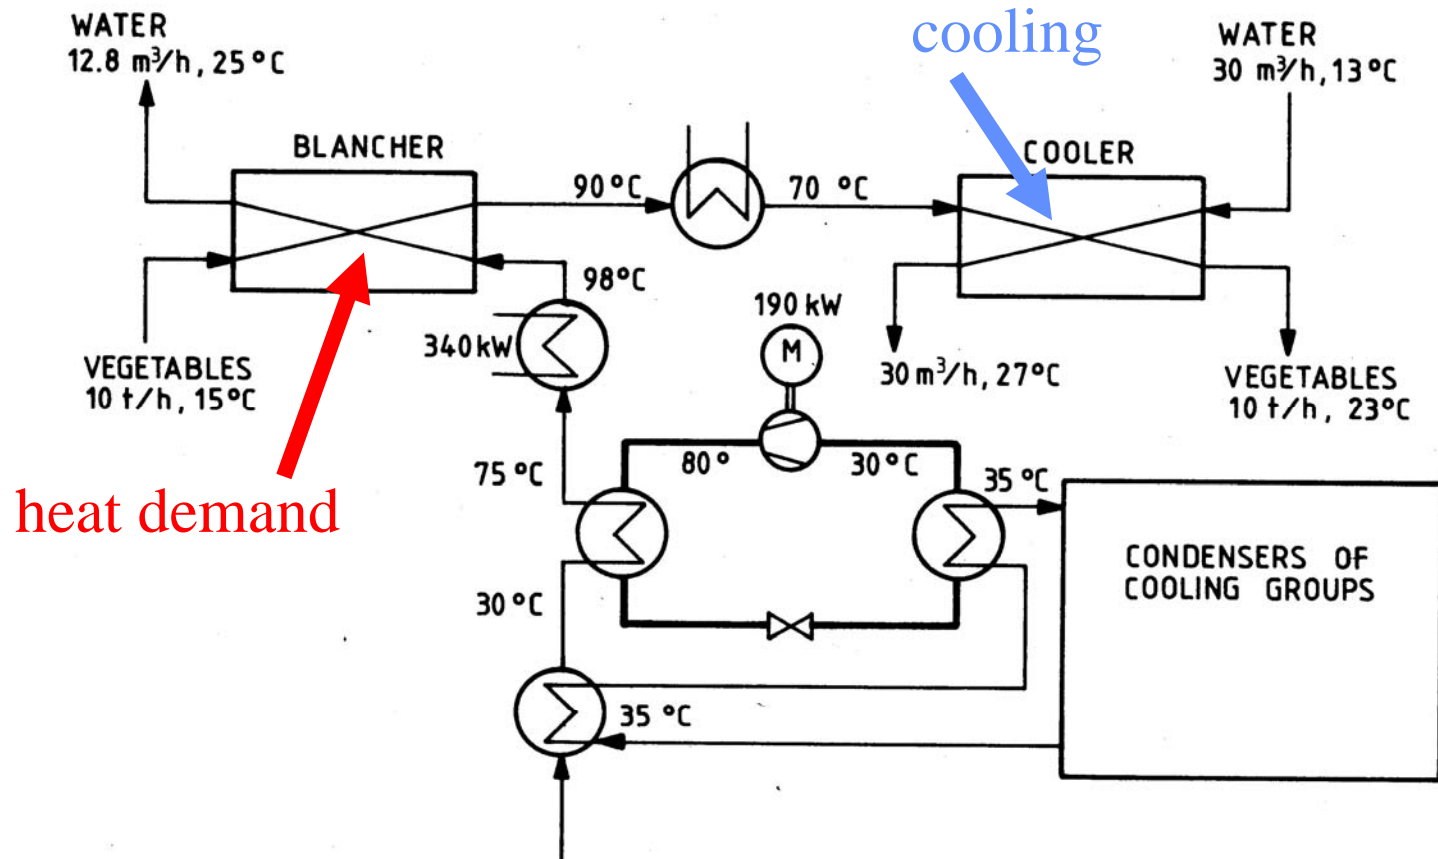 WATER
12.8 m³/h, 25°C
cooling
WATER
30 m³/h, 13°C
BLANCHER
COOLER
90°C
70 °C
98°C
190 kW
340 kW
M
VEGETABLES
10 t/h, 15°C
30 m³/h, 27°C
VEGETABLES
10 t/h, 23°C
heat demand
75 °C
80°
30°C
35 °C
CONDENSERS OF
COOLING GROUPS
30 °C
35 °C